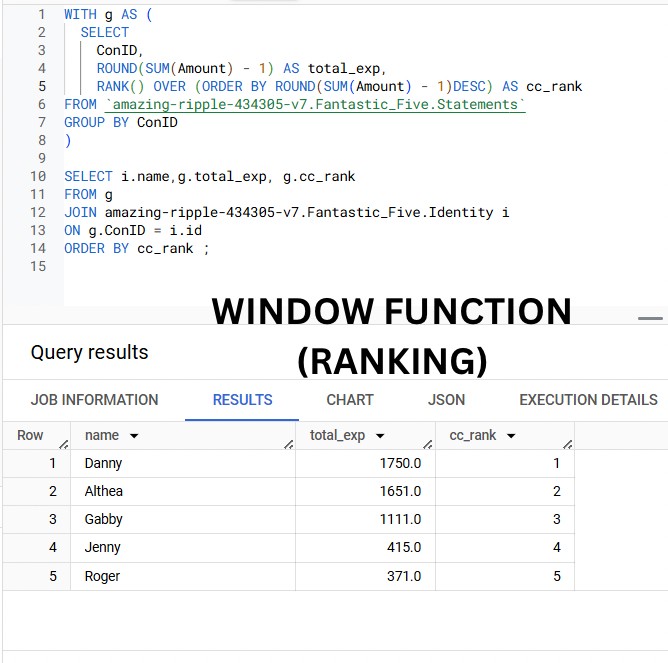 1 WITH g AS (
2 SELECT
3 ConID,
4 ROUND(SUM(Amount) - 1) AS total_exp,
5 RANK() OVER (ORDER BY ROUND(SUM(Amount) - 1)DESC) AS cc_rank
6 FROM `amazing-ripple-434305-v7.Fantastic_Five.Statements`
7 GROUP BY ConID
8 )
9
10 SELECT i.name,g.total_exp, g.cc_rank
11 FROM g
12 JOIN amazing-ripple-434305-v7.Fantastic_Five.Identity i
13 ON g.ConID = i.id
14 ORDER BY cc_rank ;
15
WINDOW FUNCTION
(RANKING)
Query results
JOB INFORMATION RESULTS CHART JSON EXECUTION DETAILS
Row name total_exp cc_rank
1 Danny 1750.0 1
2 Althea 1651.0 2
3 Gabby 1111.0 3
4 Jenny 415.0 4
5 Roger 371.0 5